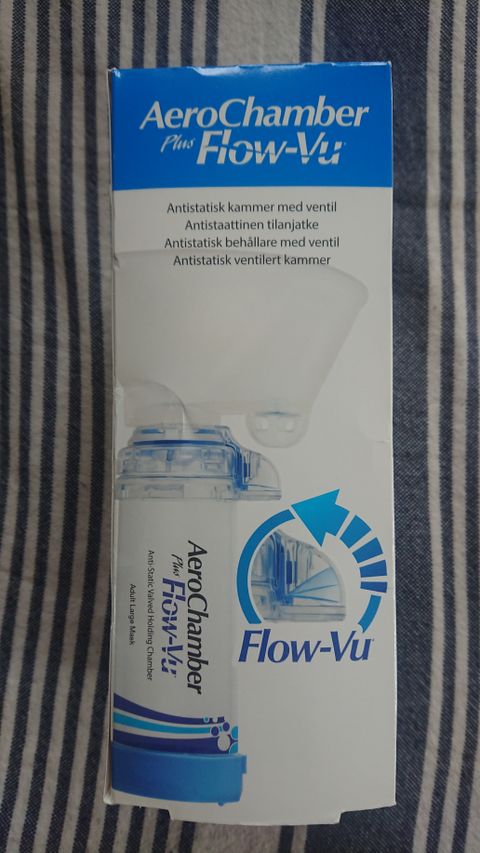 AeroChamber
Plus Flow-Vu
Antistatisk kammer med ventil
Antistaattinen tilanjatke
Antistatisk behållare med ventil
Antistatisk ventilert kammer
AeroChamber
Plus Flow-Vu
Anti-Static Valved Holding Chamber
Adult Large Mask
Flow-Vu